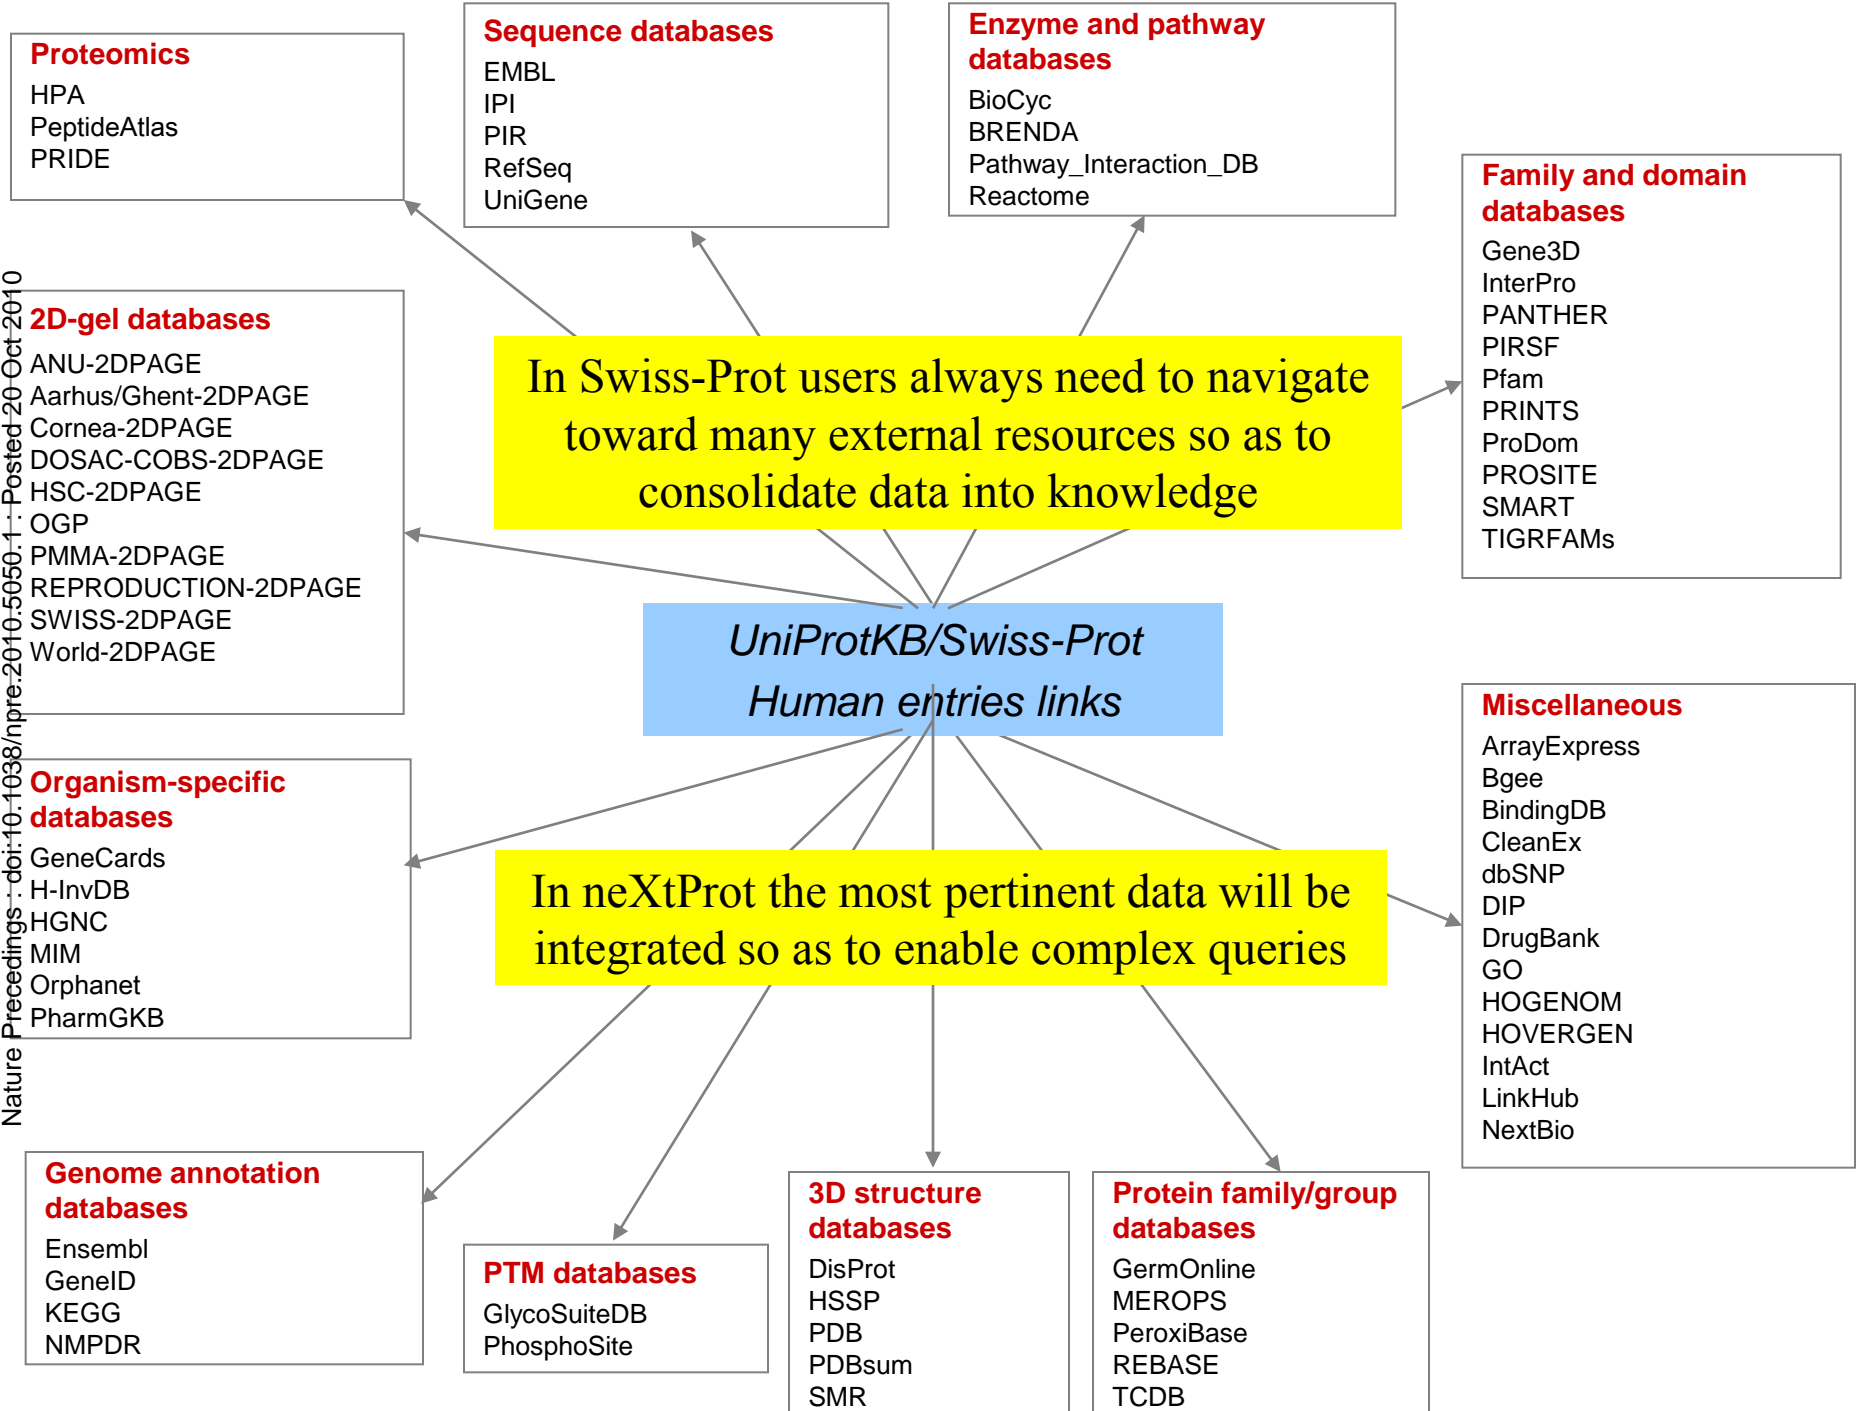 Proteomics
HPA
PeptideAtlas
PRIDE
Sequence databases
EMBL
IPI
PIR
RefSeq
UniGene
Enzyme and pathway
databases
BioCyc
BRENDA
Pathway_Interaction_DB
Reactome
Family and domain
databases
Gene3D
InterPro
PANTHER
PIRSF
Pfam
PRINTS
ProDom
PROSITE
SMART
TIGRFAMs
2D-gel databases
ANU-2DPAGE
Aarhus/Ghent-2DPAGE
Cornea-2DPAGE
DOSAC-COBS-2DPAGE
HSC-2DPAGE
OGP
PMMA-2DPAGE
REPRODUCTION-2DPAGE
SWISS-2DPAGE
World-2DPAGE
In Swiss-Prot users always need to navigate
toward many external resources so as to
consolidate data into knowledge
UniProtKB/Swiss-Prot
Human entries links
Organism-specific
databases
GeneCards
H-InvDB
HGNC
MIM
Orphanet
PharmGKB
In neXtProt the most pertinent data will be
integrated so as to enable complex queries
Miscellaneous
ArrayExpress
Bgee
BindingDB
CleanEx
dbSNP
DIP
DrugBank
GO
HOGENOM
HOVERGEN
IntAct
LinkHub
NextBio
Genome annotation
databases
Ensembl
GeneID
KEGG
NMPDR
PTM databases
GlycoSuiteDB
PhosphoSite
3D structure
databases
DisProt
HSSP
PDB
PDBsum
SMR
Protein family/group
databases
GermOnline
MEROPS
PeroxiBase
REBASE
TCDB
Nature Precedings : doi:10.1038/npre.2010.5050.1 : Posted 20 Oct 2010